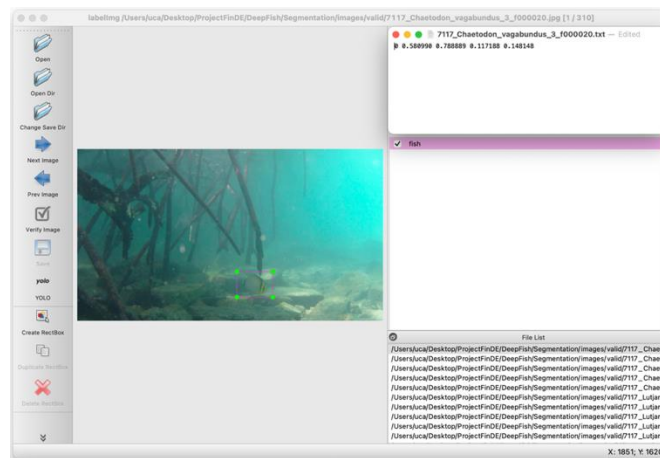 labelImg /Users/uca/Desktop/ProjectFinDE/DeepFish/Segmentation/images/valid/7117_Chaetodon_vagabundus_3_f000020.jpg [1 / 310]
7117_Chaetodon_vagabundus_3_f000020.txt — Edited
0 0.580990 0.788889 0.117188 0.148148
Open
Open Dir
Change Save Dir
Next Image
Prev Image
Verify Image
Save
yolo
YOLO
Create RectBox
Duplicate RectBox
Delete RectBox
fish
File List
/Users/uca/Desktop/ProjectFinDE/DeepFish/Segmentation/images/valid/7117_Chae
/Users/uca/Desktop/ProjectFinDE/DeepFish/Segmentation/images/valid/7117_Chae
/Users/uca/Desktop/ProjectFinDE/DeepFish/Segmentation/images/valid/7117_Chae
/Users/uca/Desktop/ProjectFinDE/DeepFish/Segmentation/images/valid/7117_Chae
/Users/uca/Desktop/ProjectFinDE/DeepFish/Segmentation/images/valid/7117_Chae
/Users/uca/Desktop/ProjectFinDE/DeepFish/Segmentation/images/valid/7117_Lutjar
/Users/uca/Desktop/ProjectFinDE/DeepFish/Segmentation/images/valid/7117_Lutjar
/Users/uca/Desktop/ProjectFinDE/DeepFish/Segmentation/images/valid/7117_Lutjar
/Users/uca/Desktop/ProjectFinDE/DeepFish/Segmentation/images/valid/7117_Lutjar
/Users/uca/Desktop/ProjectFinDE/DeepFish/Segmentation/images/valid/7117_Lutjar
X: 1851; Y: 1620